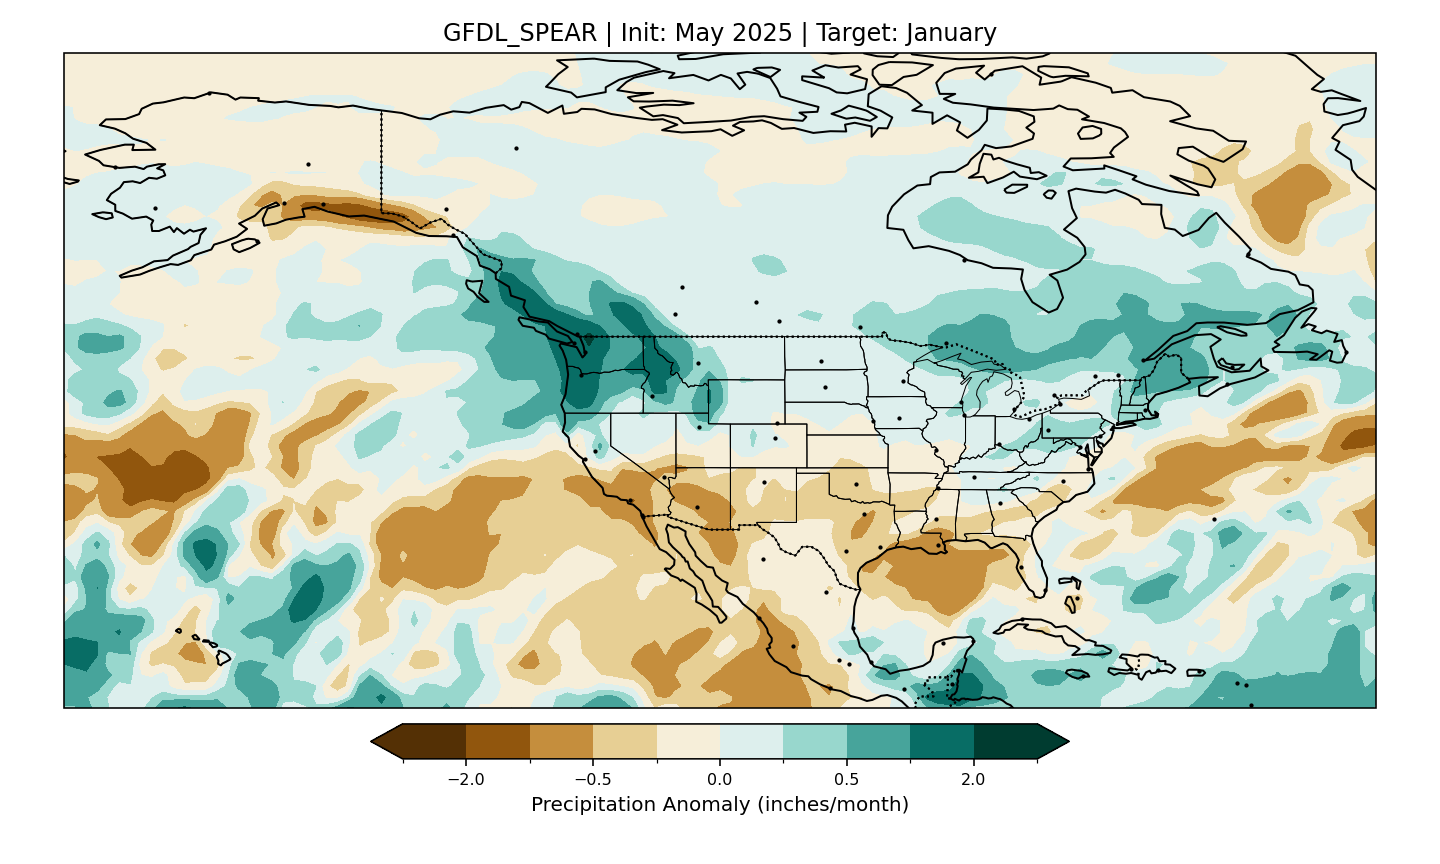 GFDL_SPEAR | Init: May 2025 | Target: January
−2.0 −0.5 0.0 0.5 2.0
Precipitation Anomaly (inches/month)